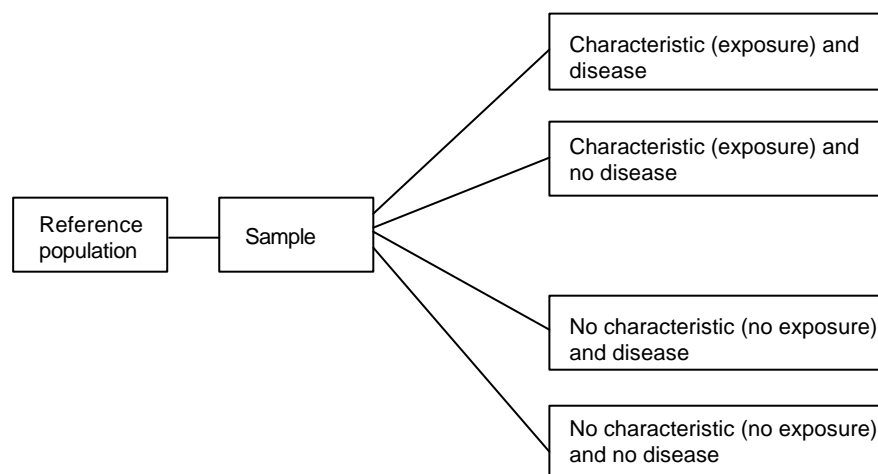 Characteristic (exposure) and
disease
Characteristic (exposure) and
no disease
Reference
population
Sample
No characteristic (no exposure)
and disease
No characteristic (no exposure)
and no disease